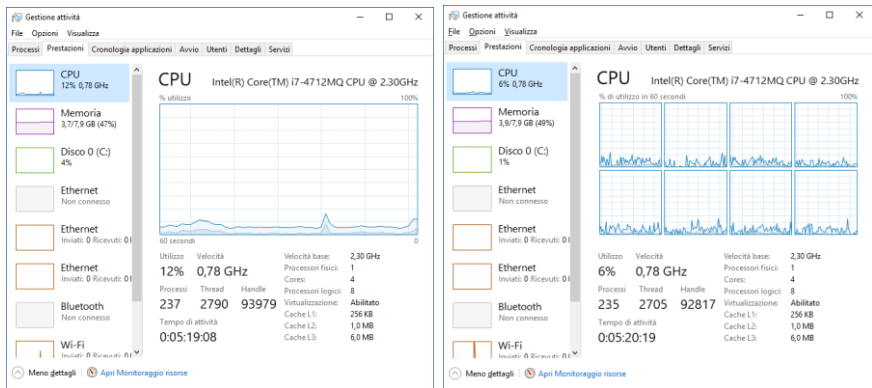 Gestione attività
File Opzioni Visualizza
Processi Prestazioni Cronologia applicazioni Avvio Utenti Dettagli Servizi
CPU
12% 0,78 GHz
Memoria
3,7/7,9 GB (47%)
Disco 0 (C:)
4%
Ethernet
Non connesso
Ethernet
Inviati: 0 Ricevuti: 0
Ethernet
Inviati: 0 Ricevuti: 0
Bluetooth
Non connesso
Wi-Fi
Inviati: 0 Ricevuti: 0
CPU Intel(R) Core(TM) i7-4712MQ CPU @ 2.30GHz
% utilizzo 100%
60 secondi 0
Utilizzo Velocità
12% 0,78 GHz
Processi Thread Handle
237 2790 93979
Tempo di attività
0:05:19:08
Velocità base: 2,30 GHz
Processori fisici: 1
Cores: 4
Processori logici: 8
Virtualizzazione: Abilitato
Cache L1: 256 KB
Cache L2: 1,0 MB
Cache L3: 6,0 MB
Meno dettagli Apri Monitoraggio risorse
Gestione attività
File Opzioni Visualizza
Processi Prestazioni Cronologia applicazioni Avvio Utenti Dettagli Servizi
CPU
6% 0,78 GHz
Memoria
3,9/7,9 GB (49%)
Disco 0 (C:)
1%
Ethernet
Non connesso
Ethernet
Inviati: 0 Ricevuti: 0
Ethernet
Inviati: 0 Ricevuti: 0
Bluetooth
Non connesso
Wi-Fi
Inviati: 0 Ricevuti: 0
CPU Intel(R) Core(TM) i7-4712MQ CPU @ 2.30GHz
% di utilizzo in 60 secondi 100%
Utilizzo Velocità
6% 0,78 GHz
Processi Thread Handle
235 2705 92817
Tempo di attività
0:05:20:19
Velocità base: 2,30 GHz
Processori fisici: 1
Cores: 4
Processori logici: 8
Virtualizzazione: Abilitato
Cache L1: 256 KB
Cache L2: 1,0 MB
Cache L3: 6,0 MB
Meno dettagli Apri Monitoraggio risorse